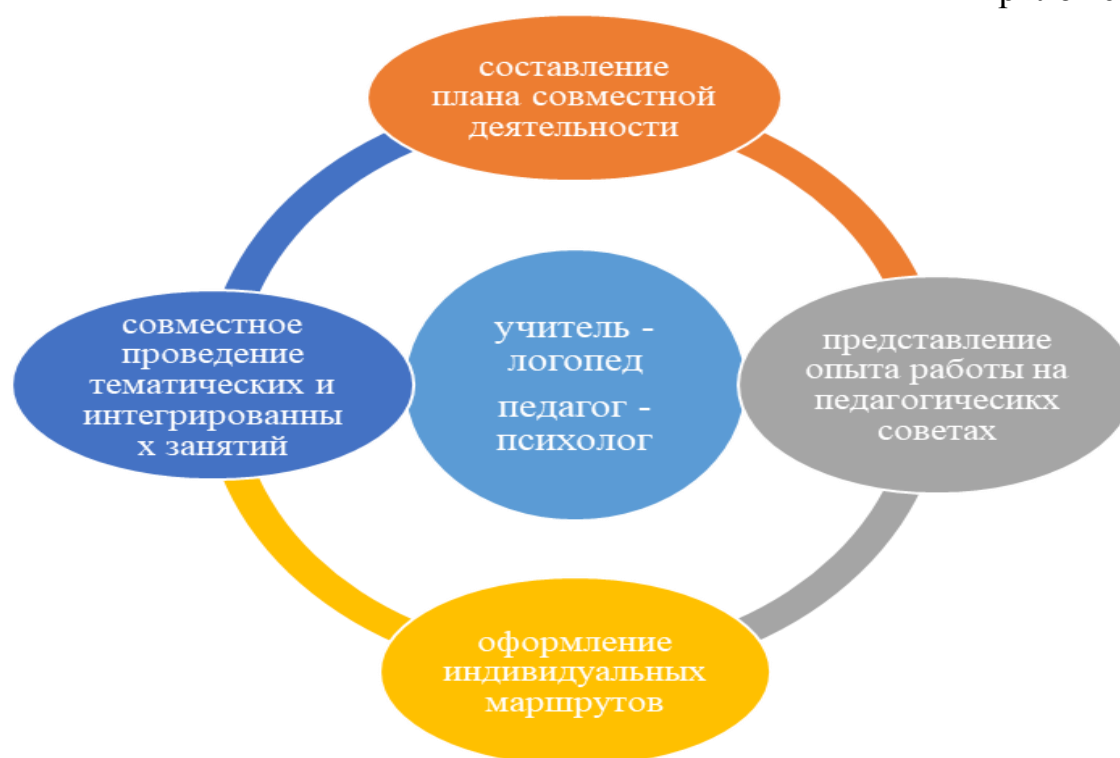 составление
плана совместной
деятельности
совместное
проведение
тематических и
интегрированны
х занятий
учитель -
логопед
педагог -
психолог
представление
опыта работы на
педагогичесикх
советах
оформление
индивидуальных
маршрутов